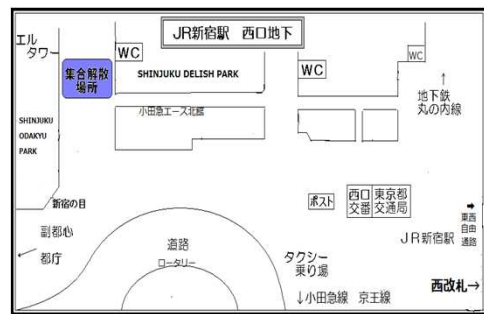 JR新宿駅 西口地下
エル
タワー
集合解散
場所
WC
SHINJUKU DELISH PARK
WC
WC
↑
地下鉄
丸の内線
小田急エース北館
SHINJUKU
ODAKYU
PARK
新宿の目
副都心
←
都庁
道路
ロータリー
ポスト
西口
交番
東京都
交通局
タクシー
乗り場
JR新宿駅
➡
東西
自由
通路
西改札→
↓小田急線 京王線